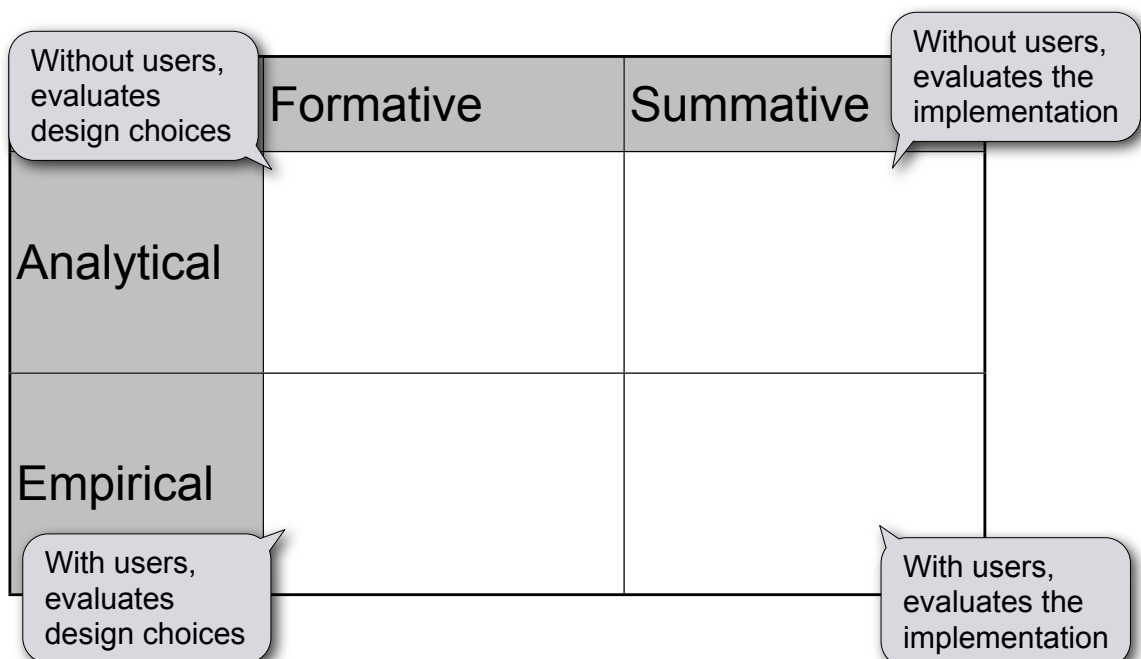 Without users,
evaluates
design choices
Formative
Summative
Without users,
evaluates the
implementation
Analytical
Empirical
With users,
evaluates
design choices
With users,
evaluates the
implementation